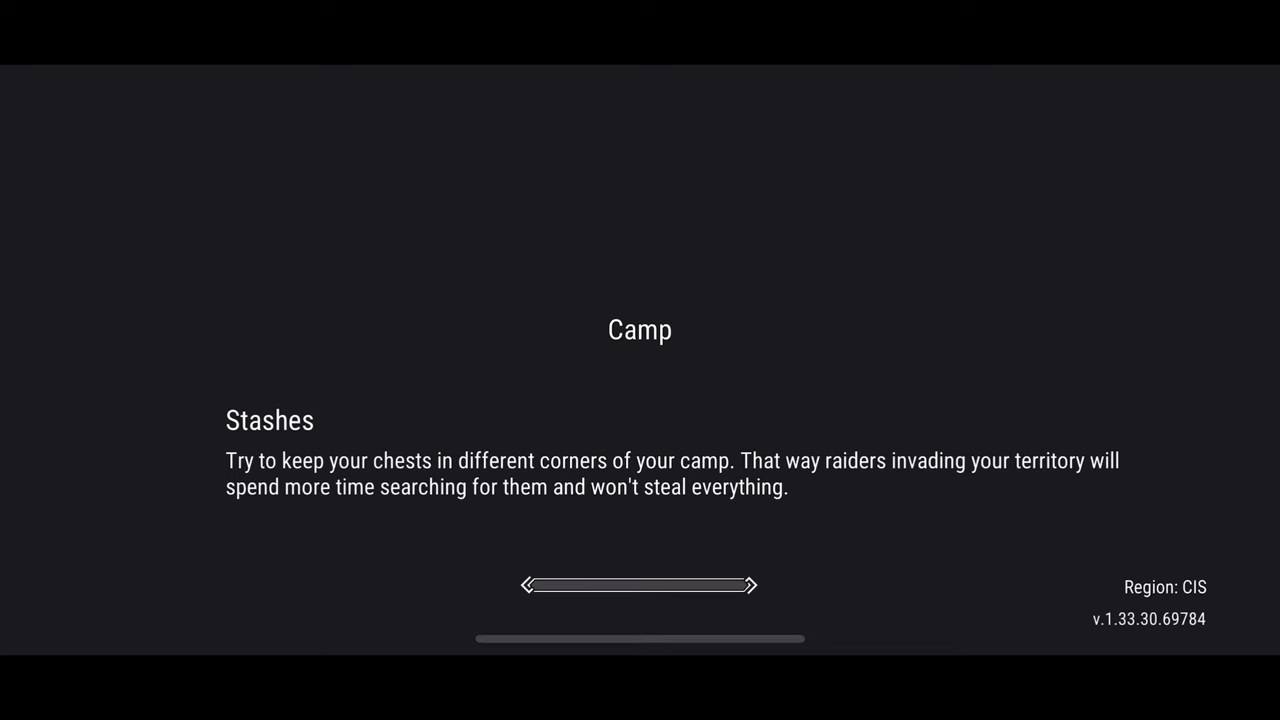 Camp
Stashes
Try to keep your chests in different corners of your camp. That way raiders invading your territory will
spend more time searching for them and won't steal everything.
Region: CIS
v.1.33.30.69784